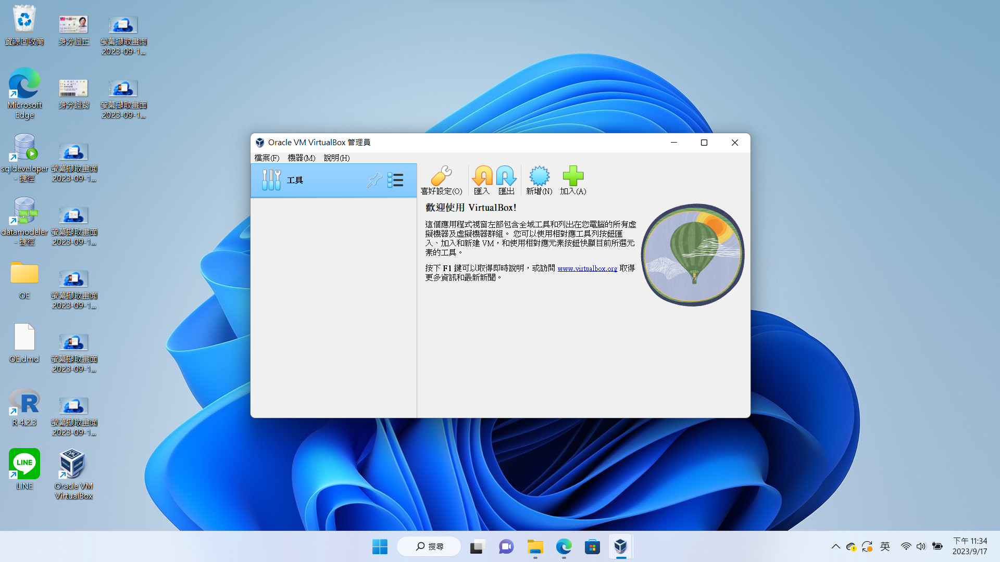 資源回收筒
身分證正
螢幕擷取畫面
2023-09-1...
Microsoft
Edge
身分證背
螢幕擷取畫面
2023-09-1...
sqldeveloper
- 捷徑
螢幕擷取畫面
2023-09-1...
datamodeler
- 捷徑
螢幕擷取畫面
2023-09-1...
OE
螢幕擷取畫面
2023-09-1...
OE.dmd
螢幕擷取畫面
2023-09-1...
R 4.2.3
螢幕擷取畫面
2023-09-1...
LINE
LINE
Oracle VM
VirtualBox
Oracle VM VirtualBox 管理員
檔案(F) 機器(M) 說明(H)
工具
喜好設定(O) 匯入 匯出 新增(N) 加入(A)
歡迎使用 VirtualBox!
這個應用程式視窗左部包含全域工具和列出在您電腦的所有虛
擬機器及虛擬機器群組。 您可以使用相對應工具列按鈕匯
入、加入和新建 VM，和使用相對應元素按鈕快顯目前所選元
素的工具。
按下 F1 鍵可以取得即時說明，或訪問 www.virtualbox.org 取得
更多資訊和最新新聞。
搜尋
英
下午 11:34
2023/9/17